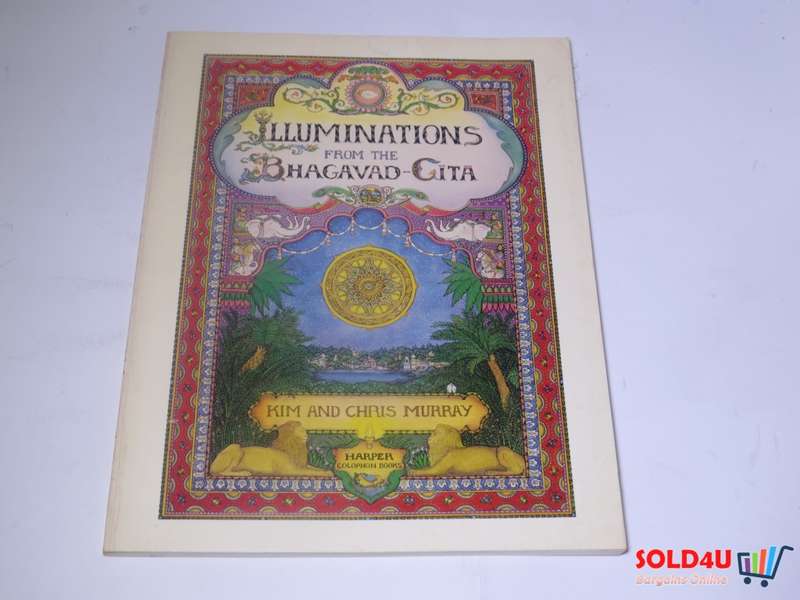 ILLUMINATIONS
FROM THE
BHAGAVAD-GITA
KIM AND CHRIS MURRAY
HARPER
COLOPHON BOOKS
SOLD4U
Bargains Online